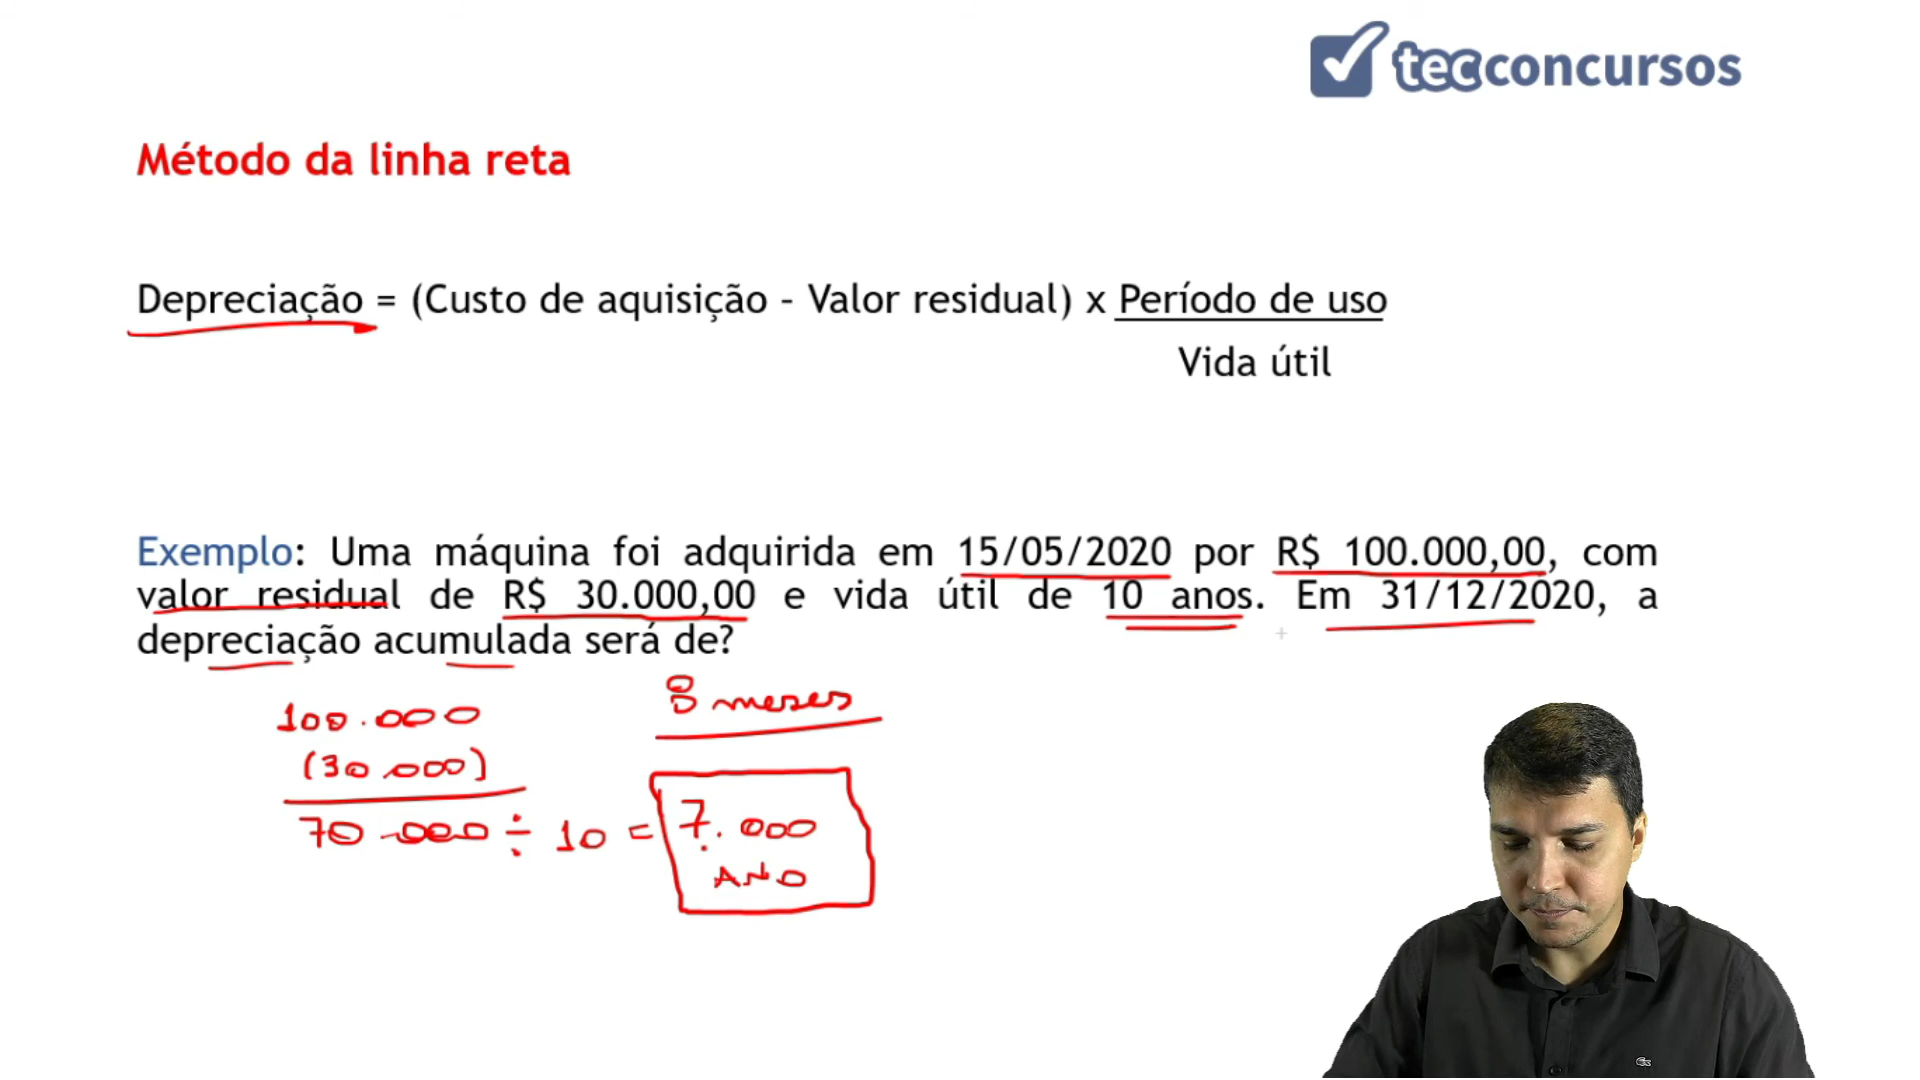 tecconcursos
Método da linha reta
Depreciação = (Custo de aquisição - Valor residual) x Período de uso
Vida útil
Exemplo: Uma máquina foi adquirida em 15/05/2020 por R$ 100.000,00, com
valor residual de R$ 30.000,00 e vida útil de 10 anos. Em 31/12/2020, a
depreciação acumulada será de?
8 meses
100.000
(30.000)
70.000 ÷ 10 = 7.000
ANO